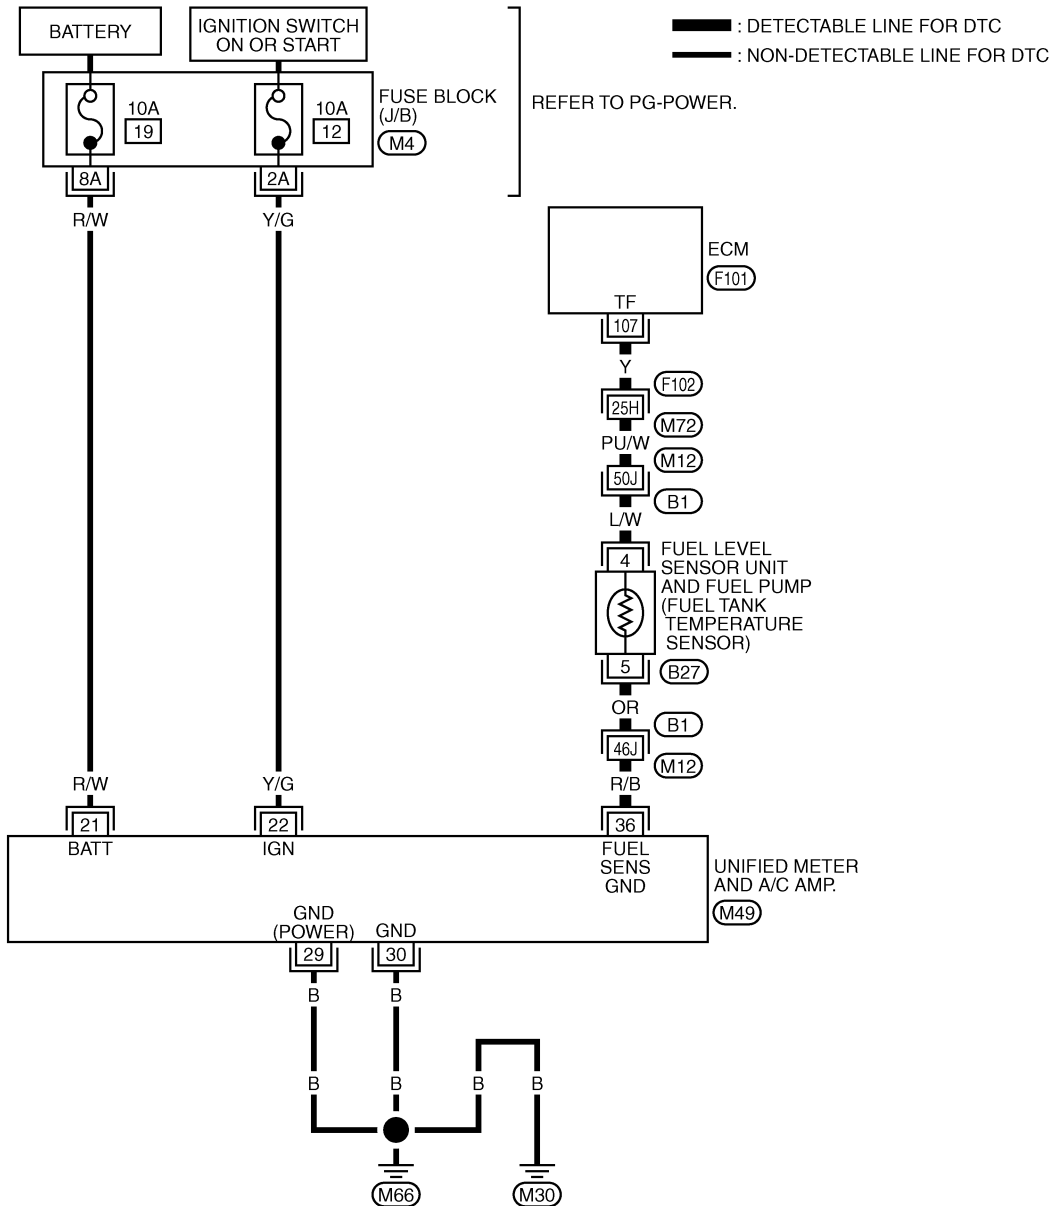 BATTERY
IGNITION SWITCH
ON OR START
: DETECTABLE LINE FOR DTC
: NON-DETECTABLE LINE FOR DTC
10A
19
10A
12
FUSE BLOCK
(J/B)
M4
REFER TO PG-POWER.
8A
2A
R/W
Y/G
ECM
F101
TF
107
Y
F102
25H
M72
PU/W
M12
50J
B1
L/W
4
FUEL LEVEL
SENSOR UNIT
AND FUEL PUMP
(FUEL TANK
TEMPERATURE
SENSOR)
5
B27
OR
B1
46J
M12
R/W
Y/G
R/B
21
22
36
BATT
IGN
FUEL
SENS
GND
UNIFIED METER
AND A/C AMP.
M49
GND
(POWER)
GND
29
30
B
B
B
B
B
B
M66
M30